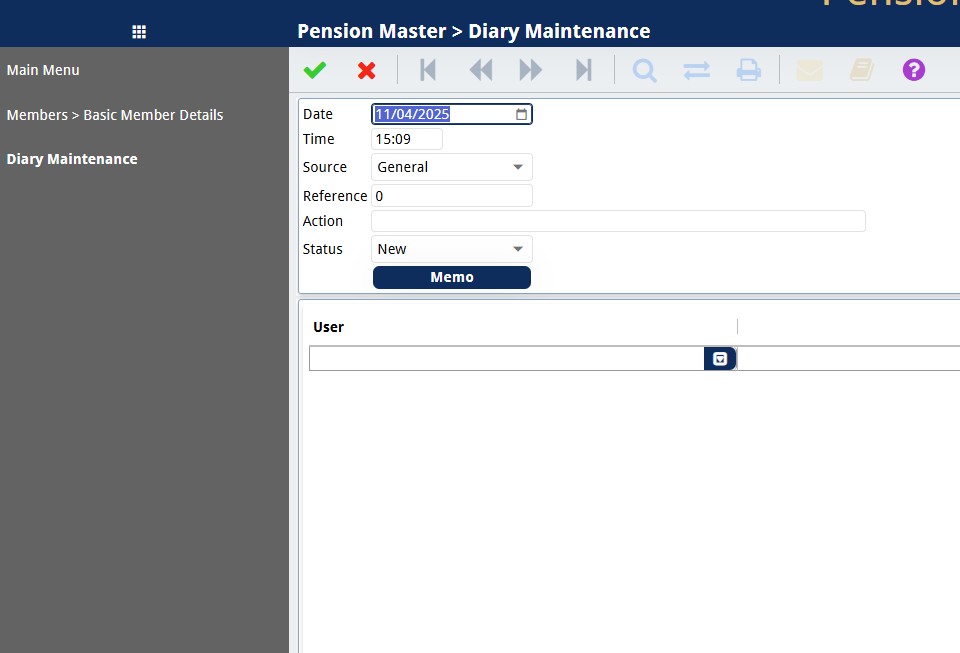 Pension Master > Diary Maintenance
Main Menu
Members > Basic Member Details
Diary Maintenance
?
Date 11/04/2025
Time 15:09
Source General
Reference 0
Action
Status New
Memo
User